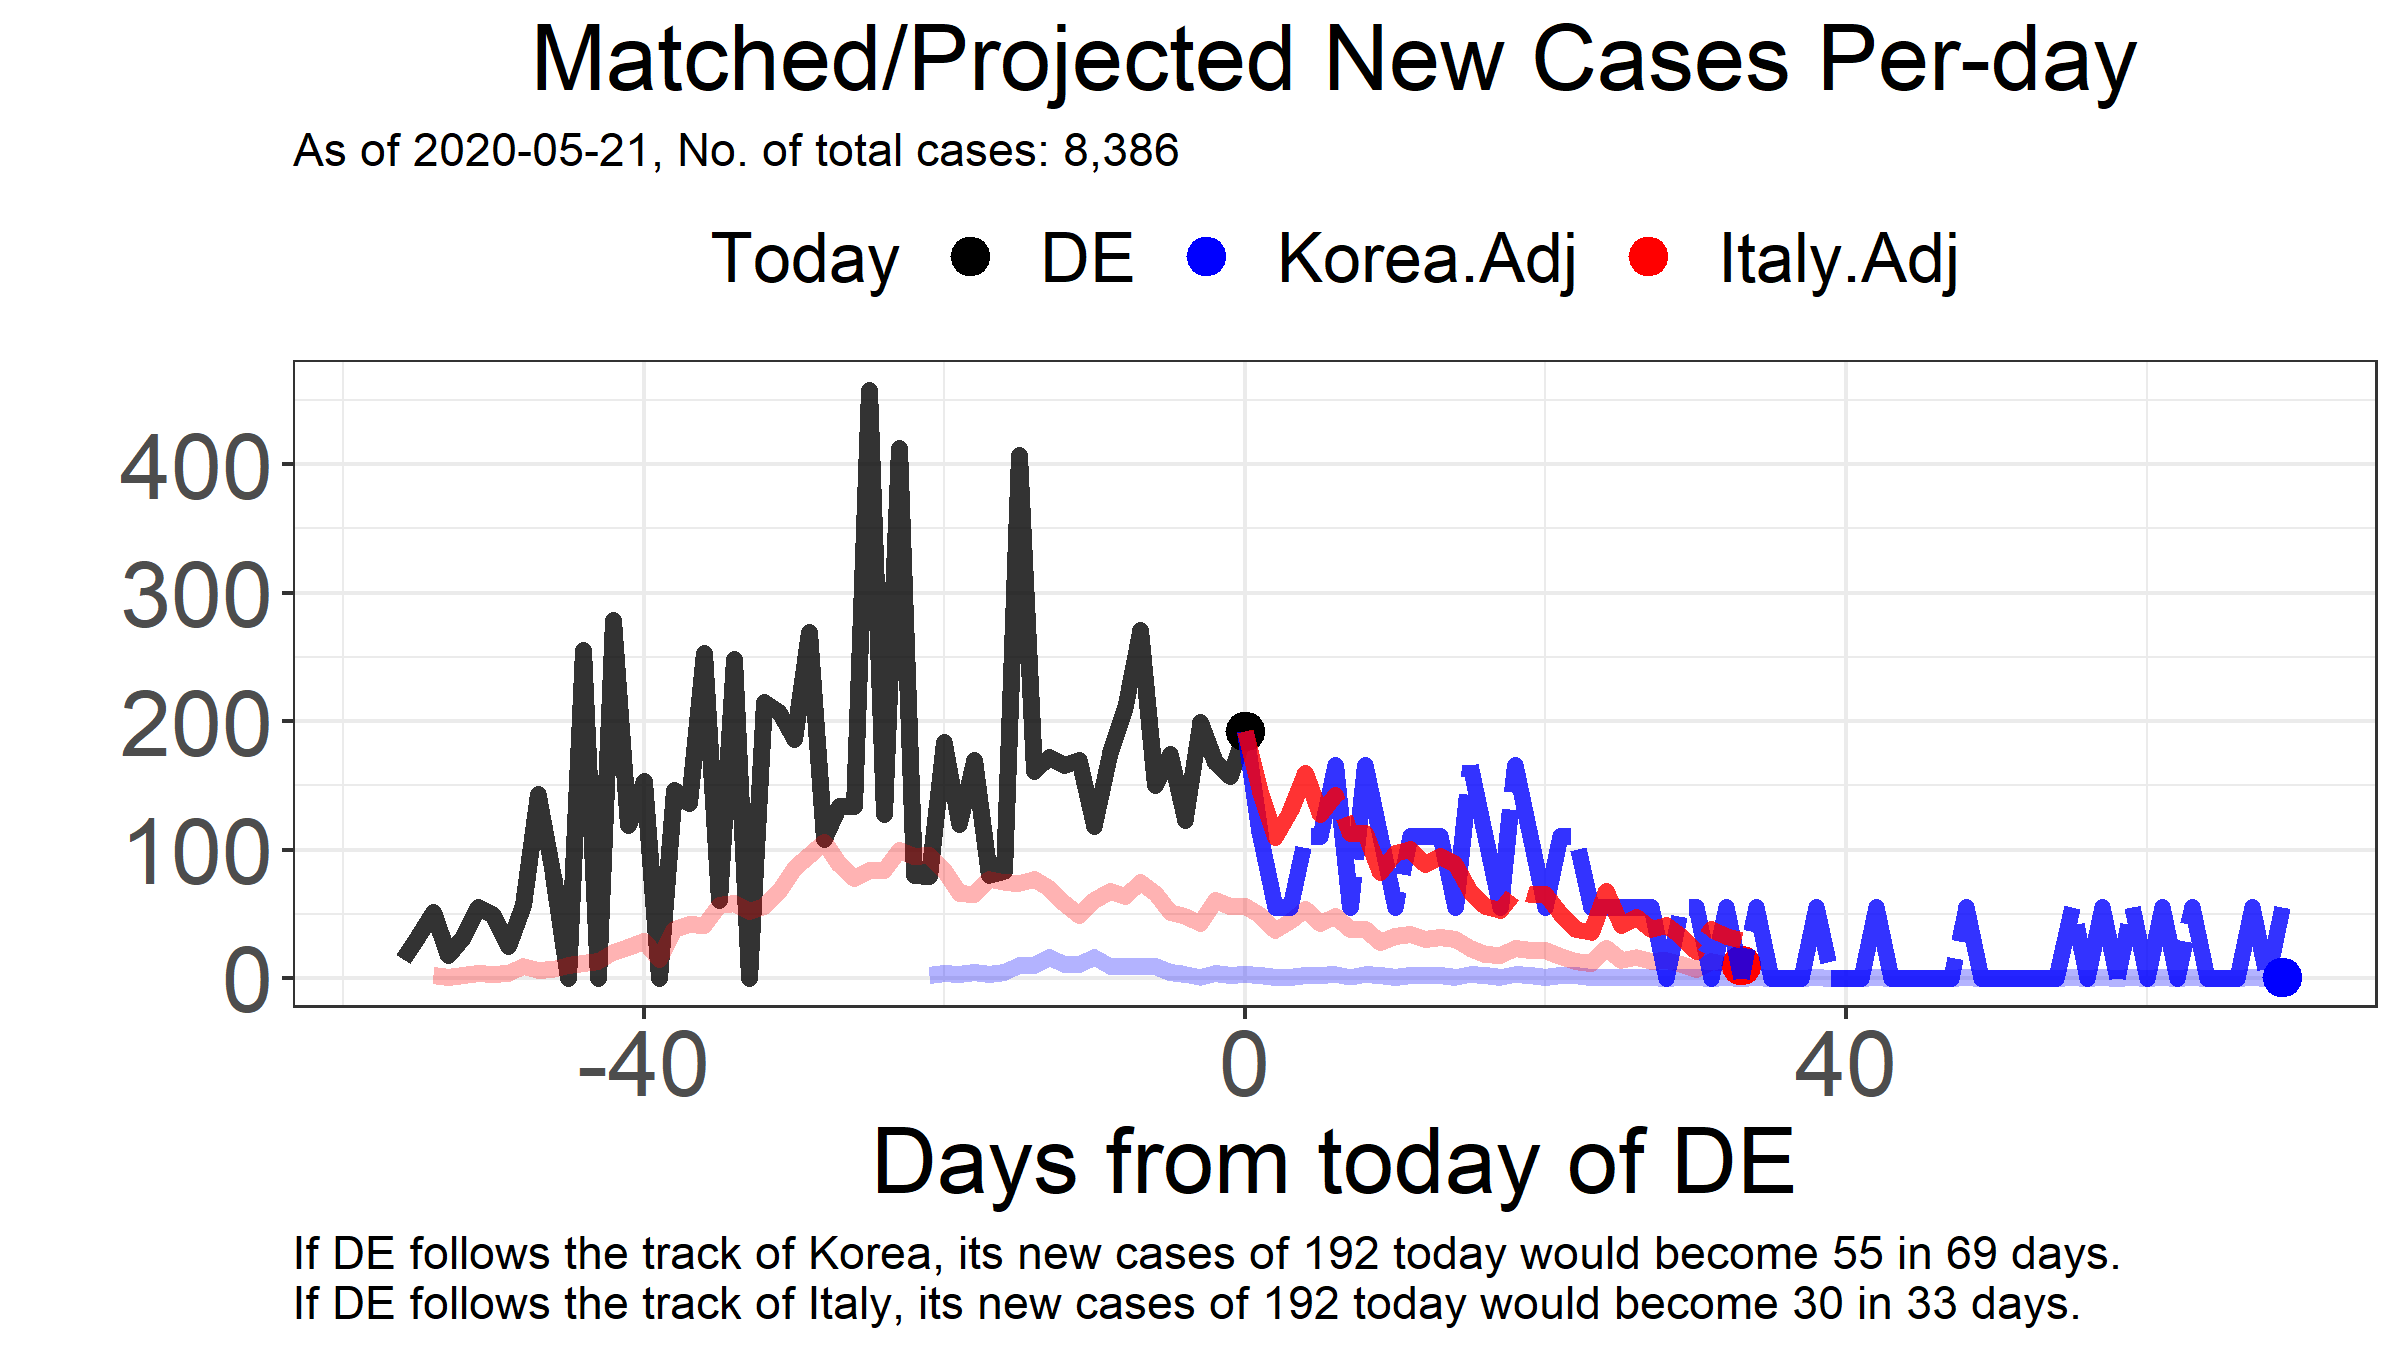 Matched/Projected New Cases Per-day
As of 2020-05-21, No. of total cases: 8,386
Today DE Korea.Adj Italy.Adj
400
300
200
100
0
-40 0 40
Days from today of DE
If DE follows the track of Korea, its new cases of 192 today would become 55 in 69 days.
If DE follows the track of Italy, its new cases of 192 today would become 30 in 33 days.